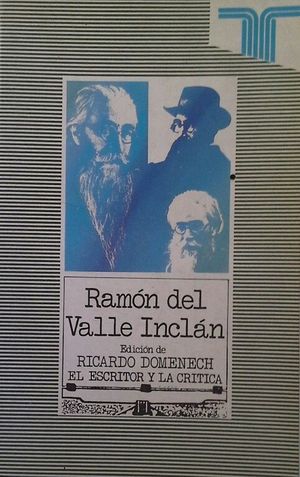 Ramón del
Valle Inclán
Edición de
RICARDO DOMENECH
EL ESCRITOR Y LA CRITICA